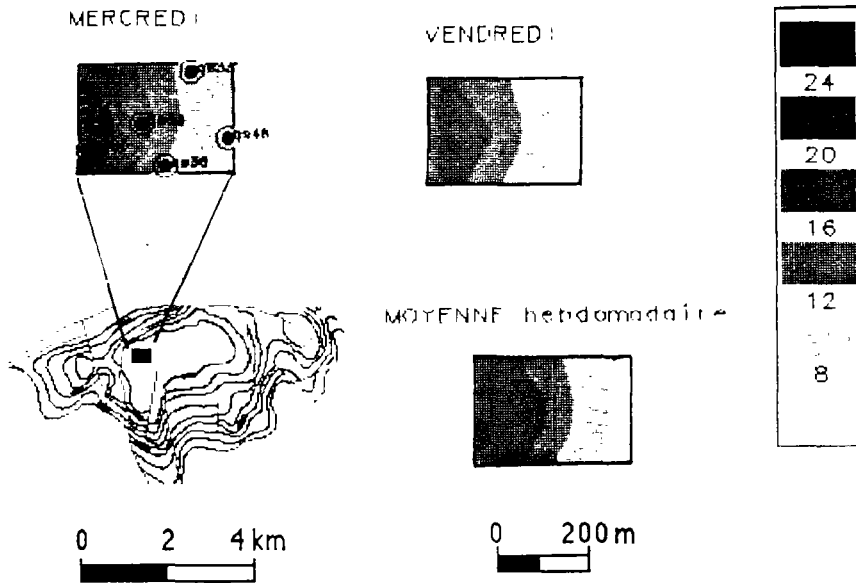 MERCREDI
VENDREDI
24
20
16
12
8
MOYENNE hebdomadaire
0 2 4 km
0 200 m